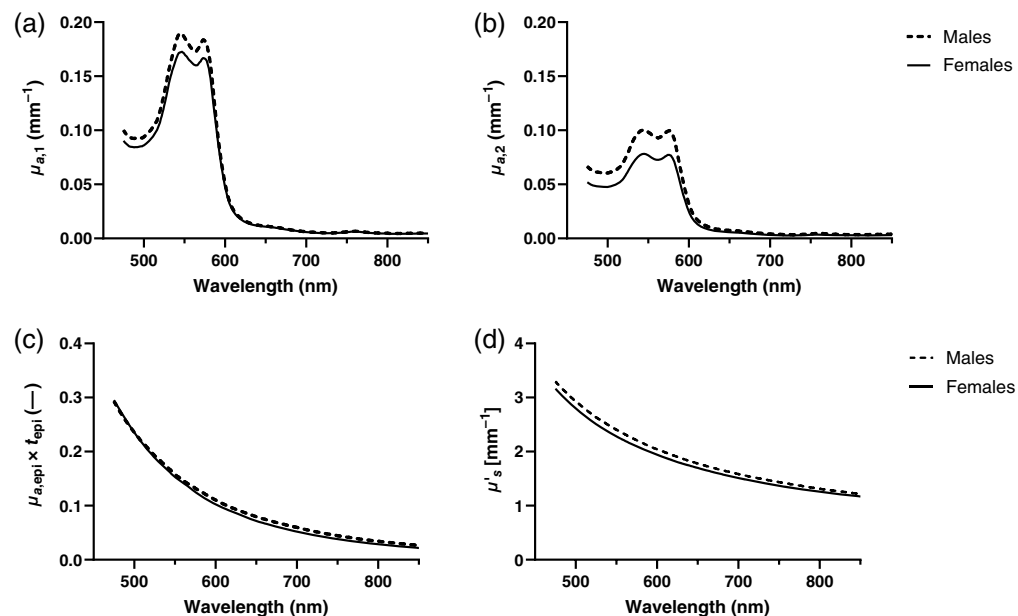 (a)
0.20
0.15
0.10
0.05
0.00
μa,1 (mm−1)
500 600 700 800
Wavelength (nm)
(b)
0.20
0.15
0.10
0.05
0.00
μa,2 (mm−1)
500 600 700 800
Wavelength (nm)
Males
Females
(c)
0.4
0.3
0.2
0.1
0.0
μa,epi × tepi (—)
500 600 700 800
Wavelength (nm)
(d)
4
3
2
1
0
μ's [mm−1]
500 600 700 800
Wavelength (nm)
Males
Females